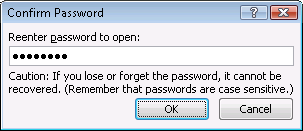 Confirm Password
Reenter password to open:
●●●●●●●●
Caution: If you lose or forget the password, it cannot be
recovered. (Remember that passwords are case sensitive.)
OK Cancel